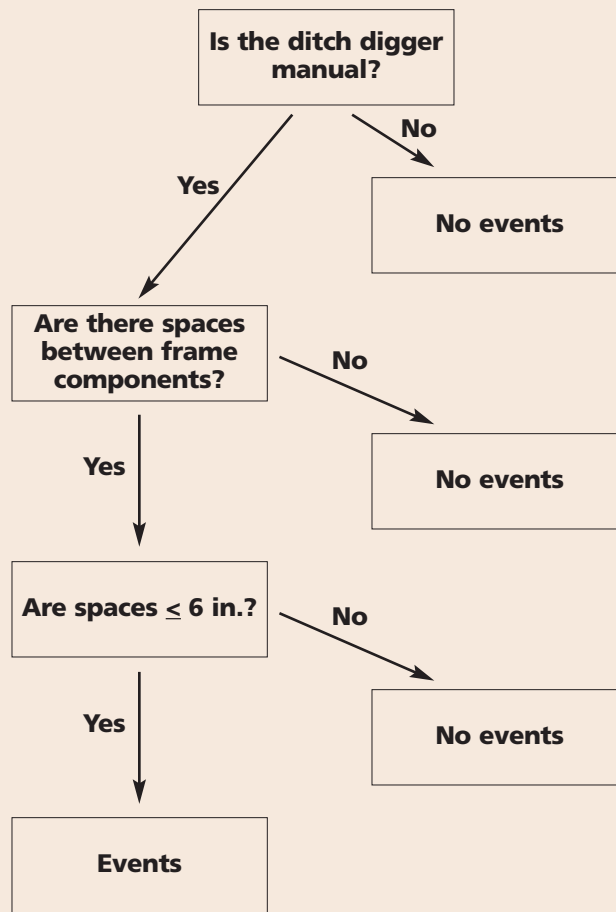 Is the ditch digger
manual?
No
Yes
No events
Are there spaces
between frame
components?
No
Yes
No events
Are spaces ≤ 6 in.?
No
Yes
No events
Events